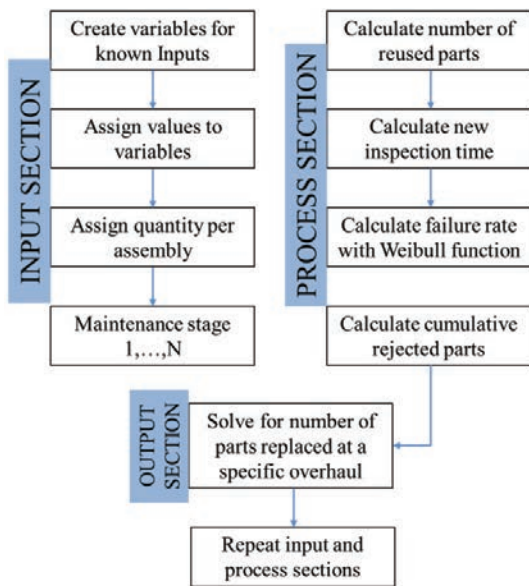 INPUT SECTION
Create variables for
known Inputs
Assign values to
variables
Assign quantity per
assembly
Maintenance stage
1,...,N
PROCESS SECTION
Calculate number of
reused parts
Calculate new
inspection time
Calculate failure rate
with Weibull function
Calculate cumulative
rejected parts
OUTPUT
SECTION
Solve for number of
parts replaced at a
specific overhaul
Repeat input and
process sections